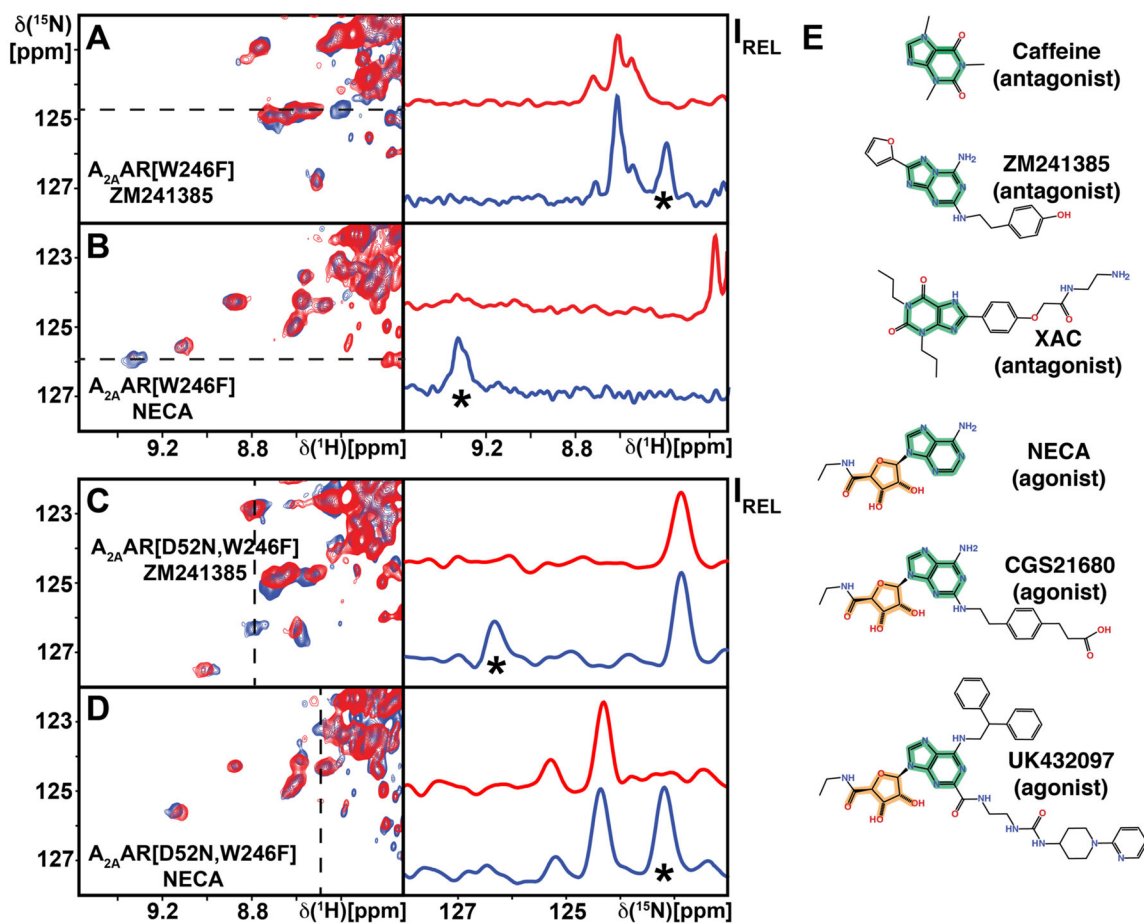 δ(¹⁵N)
[ppm]
A
I_REL
E
125
127
A₂ₐAR[W246F]
ZM241385
*
B
123
125
127
A₂ₐAR[W246F]
NECA
*
9.2 8.8 δ(¹H)[ppm]
9.2 8.8 δ(¹H)[ppm]
C
I_REL
123
125
127
A₂ₐAR[D52N,W246F]
ZM241385
*
D
123
125
127
A₂ₐAR[D52N,W246F]
NECA
*
9.2 8.8 δ(¹H)[ppm]
127 125 δ(¹⁵N)[ppm]
Caffeine
(antagonist)
ZM241385
(antagonist)
XAC
(antagonist)
NECA
(agonist)
CGS21680
(agonist)
UK432097
(agonist)